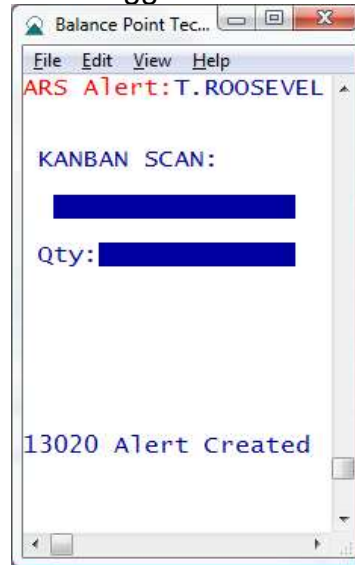 Balance Point Tec...
File Edit View Help
ARS Alert:T.ROOSEVEL
KANBAN SCAN:
Qty:
13020 Alert Created